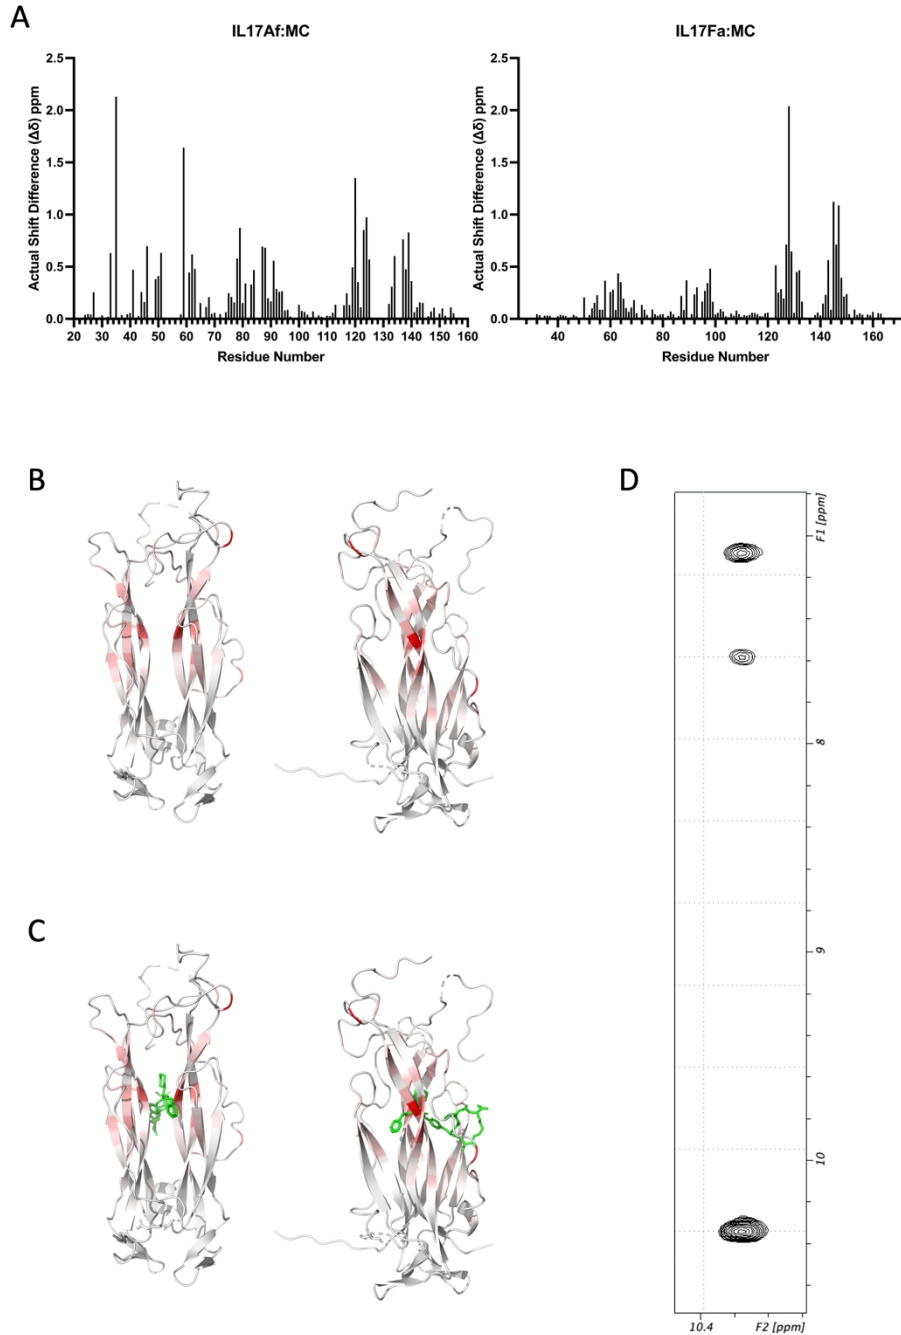 A
IL17Af:MC
IL17Fa:MC
Actual Shift Difference (Δδ) ppm
2.5
2.0
1.5
1.0
0.5
0.0
20 30 40 50 60 70 80 90 100 110 120 130 140 150 160
Residue Number
Actual Shift Difference (Δδ) ppm
2.5
2.0
1.5
1.0
0.5
0.0
40 60 80 100 120 140 160
Residue Number
B
D
F1 [ppm]
8
9
10
10.4 F2 [ppm]
C